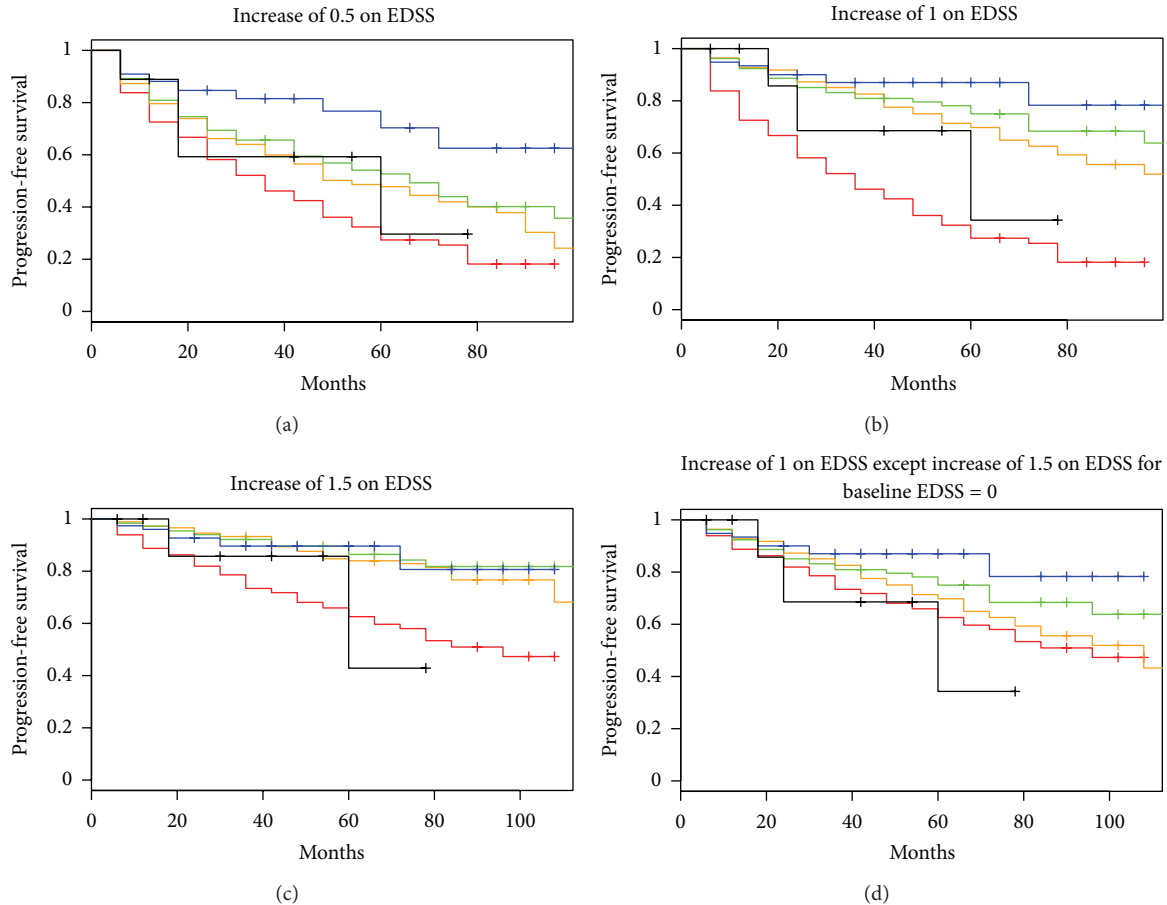 Increase of 0.5 on EDSS
Progression-free survival
1
0.8
0.6
0.4
0.2
0
0 20 40 60 80
Months
(a)
Increase of 1 on EDSS
Progression-free survival
1
0.8
0.6
0.4
0.2
0
0 20 40 60 80
Months
(b)
Increase of 1.5 on EDSS
Progression-free survival
1
0.8
0.6
0.4
0.2
0
0 20 40 60 80 100
Months
(c)
Increase of 1 on EDSS except increase of 1.5 on EDSS for
baseline EDSS = 0
Progression-free survival
1
0.8
0.6
0.4
0.2
0
0 20 40 60 80 100
Months
(d)